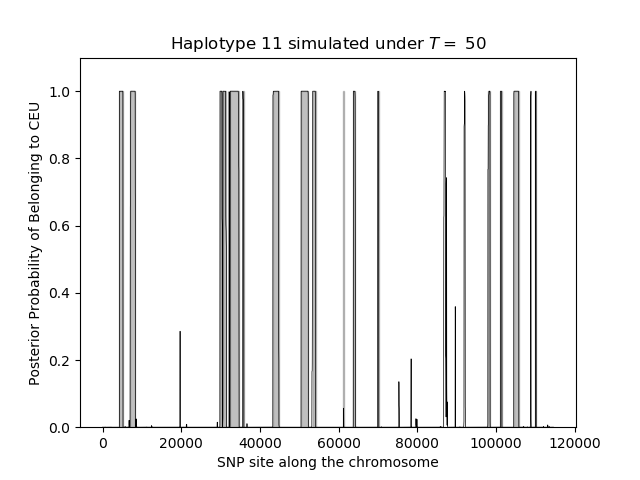 Haplotype 11 simulated under T = 50
Posterior Probability of Belonging to CEU
1.0
0.8
0.6
0.4
0.2
0.0
0 20000 40000 60000 80000 100000 120000
SNP site along the chromosome